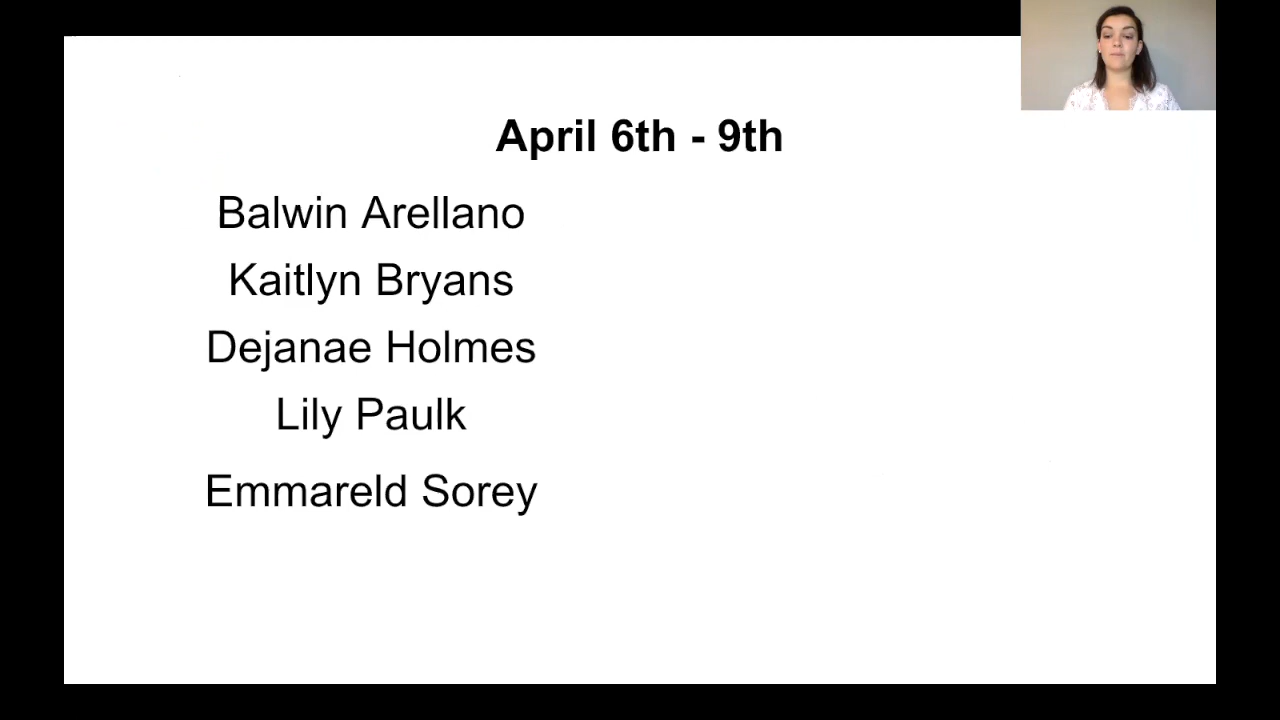 April 6th - 9th
Balwin Arellano
Kaitlyn Bryans
Dejanae Holmes
Lily Paulk
Emmareld Sorey